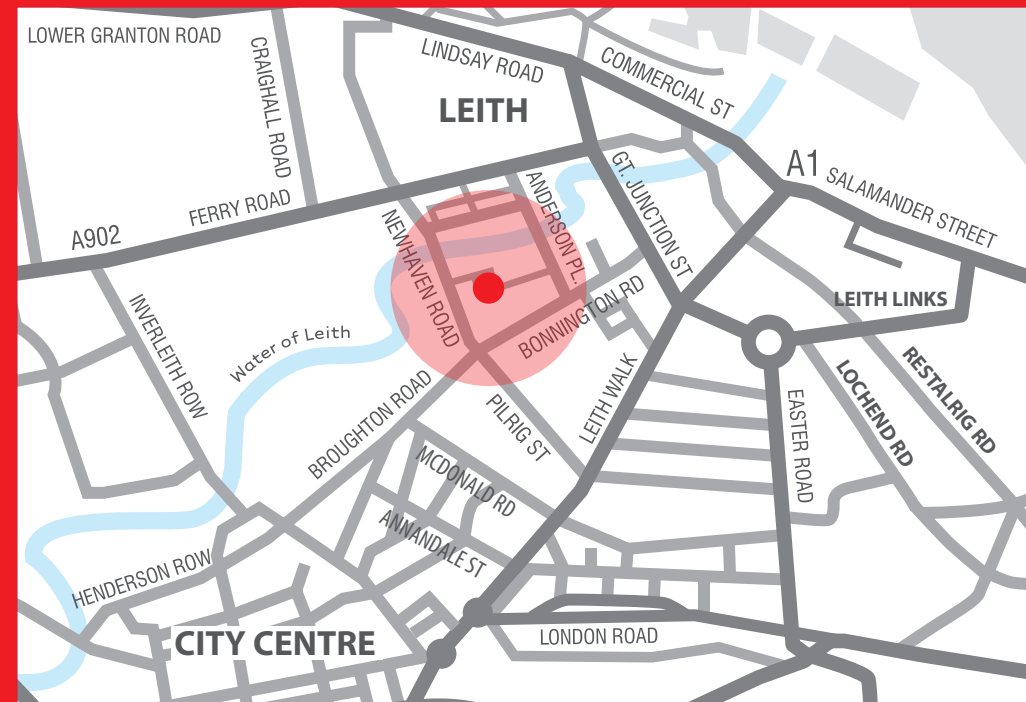 LOWER GRANTON ROAD
CRAIGHALL ROAD
LINDSAY ROAD
COMMERCIAL ST
LEITH
A1
SALAMANDER STREET
GT. JUNCTION ST
ANDERSON PL.
FERRY ROAD
A902
NEWHAVEN ROAD
LEITH LINKS
BONNINGTON RD
INVERLEITH ROW
Water of Leith
RESTALRIG RD
LOCHEND RD
LEITH WALK
EASTER ROAD
BROUGHTON ROAD
PILRIG ST
MCDONALD RD
ANNANDALE ST
HENDERSON ROW
CITY CENTRE
LONDON ROAD